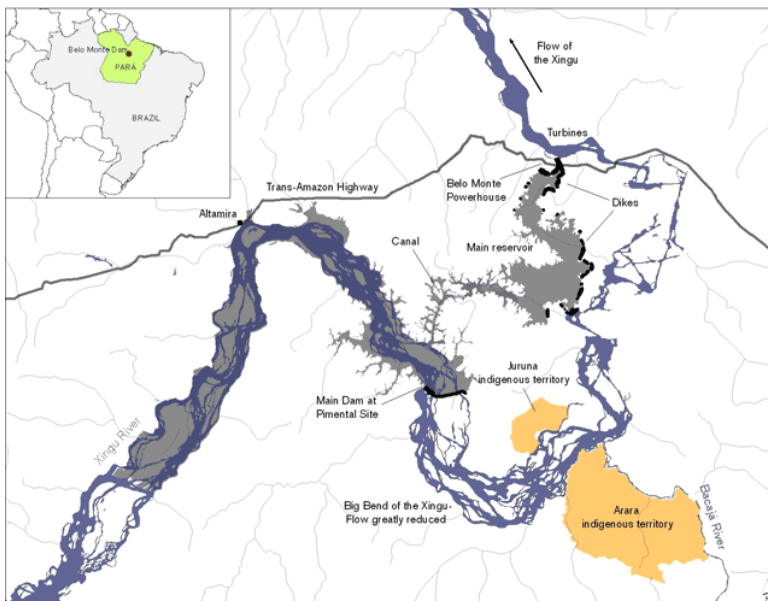 Belo Monte Dam
PARÁ
BRAZIL
Flow of
the Xingu
Turbines
Trans-Amazon Highway
Belo Monte
Powerhouse
Dikes
Altamira
Canal
Main reservoir
Juruna
indigenous territory
Main Dam at
Pimental Site
Xingu River
Big Bend of the Xingu-
Flow greatly reduced
Arara
indigenous territory
Bacaja River